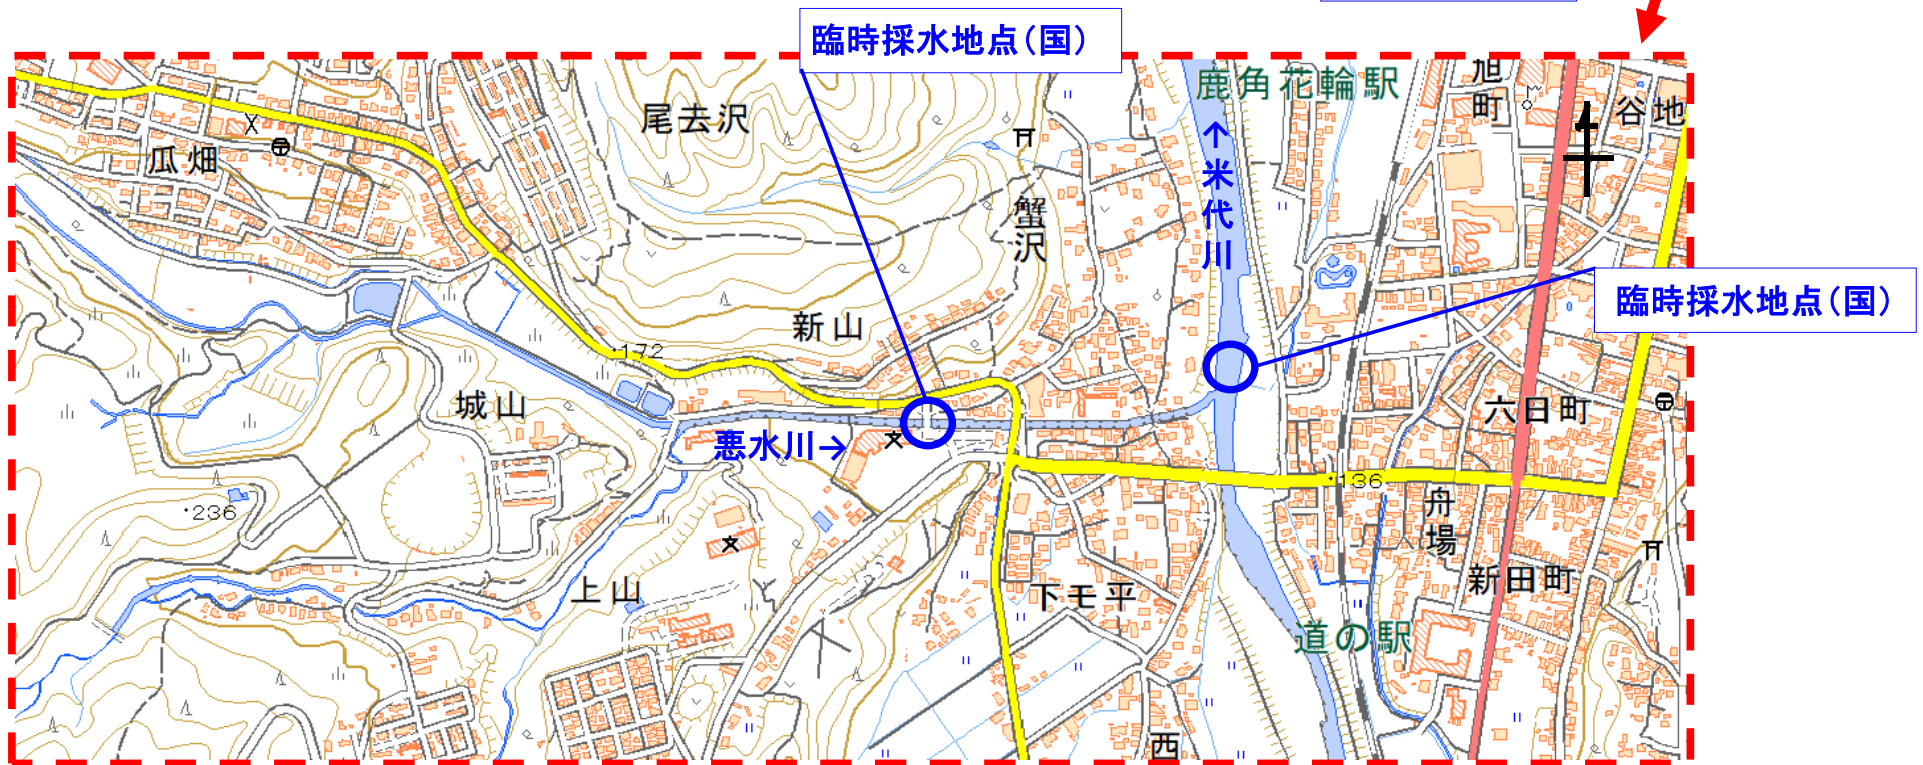 臨時採水地点(国)
鹿角花輪駅
旭町
谷地
尾去沢
瓜畑
↑米代川
蟹沢
臨時採水地点(国)
新山
172
城山
六日町
悪水川→
136
236
舟場
新田町
上山
下モ平
道の駅
西